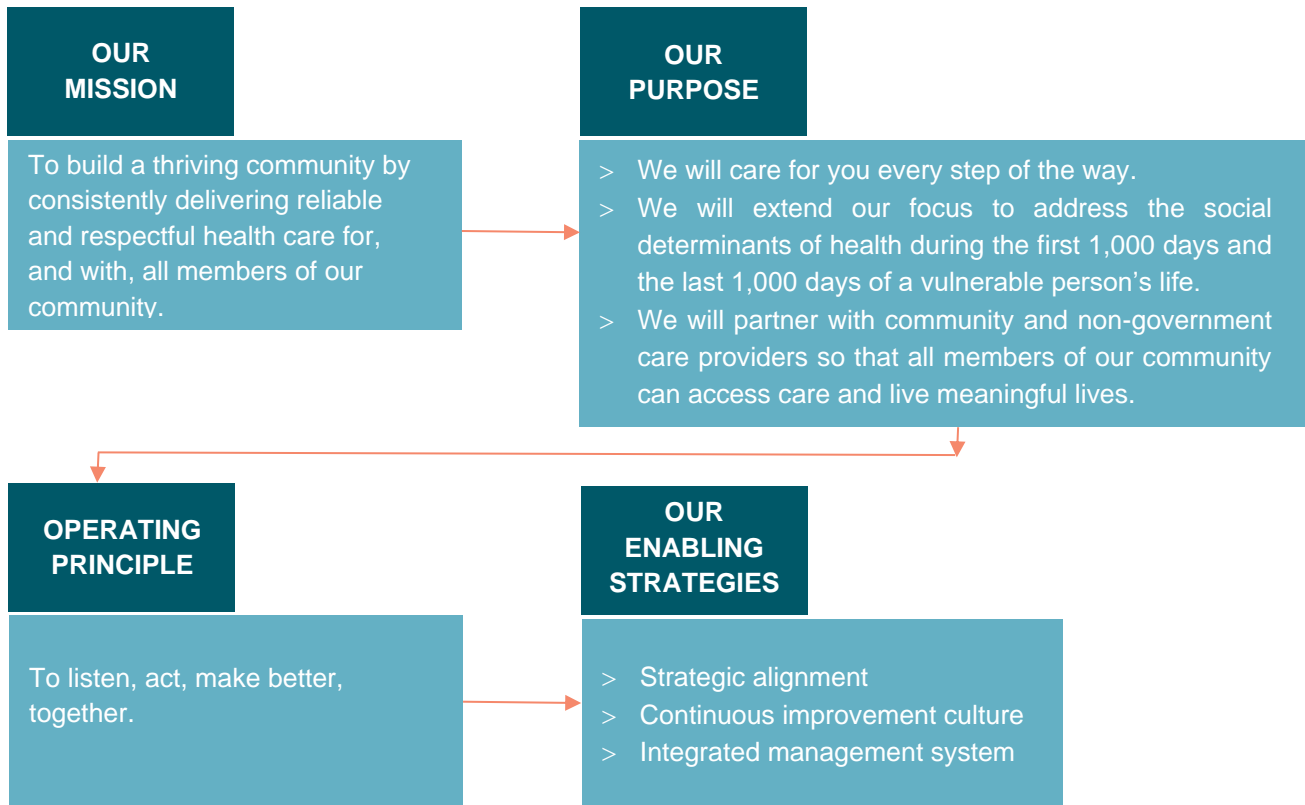 OUR
MISSION
To build a thriving community by
consistently delivering reliable
and respectful health care for,
and with, all members of our
community.
OUR
PURPOSE
> We will care for you every step of the way.
> We will extend our focus to address the social
determinants of health during the first 1,000 days and
the last 1,000 days of a vulnerable person’s life.
> We will partner with community and non-government
care providers so that all members of our community
can access care and live meaningful lives.
OPERATING
PRINCIPLE
To listen, act, make better,
together.
OUR
ENABLING
STRATEGIES
> Strategic alignment
> Continuous improvement culture
> Integrated management system